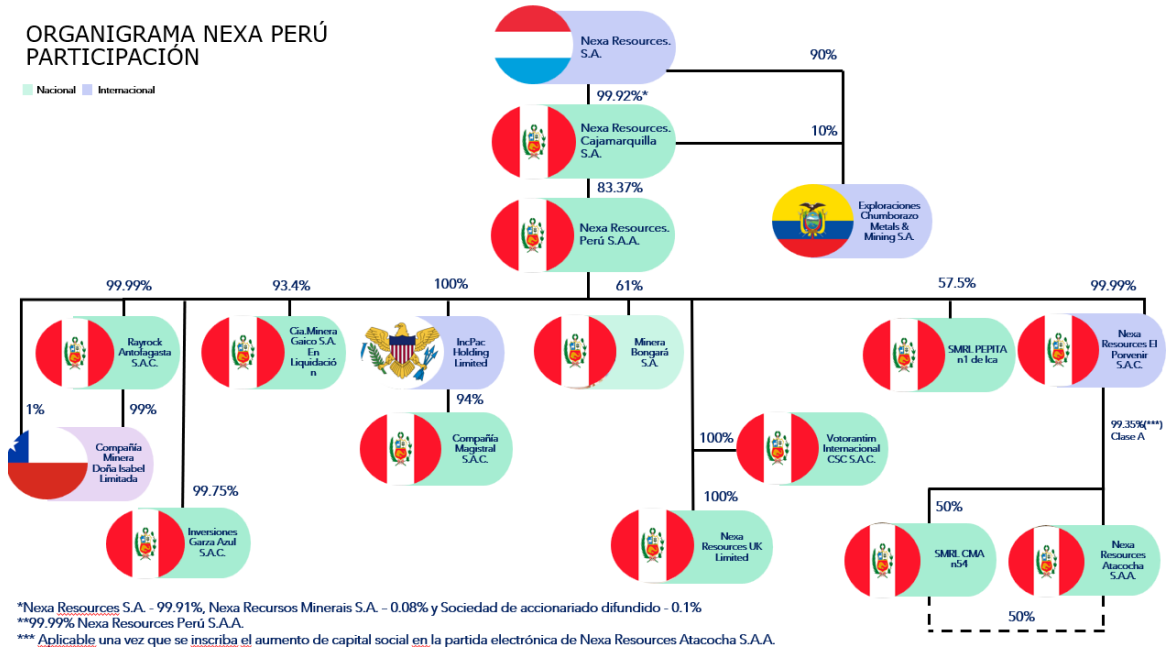 ORGANIGRAMA NEXA PERÚ
PARTICIPACIÓN
Nacional
Internacional
Nexa Resources.
S.A.
90%
99.92%*
Nexa Resources.
Cajamarquilla
S.A.
10%
83.37%
Nexa Resources.
Perú S.A.A.
Exploraciones
Chumborazo
Metals &
Mining S.A.
99.99%
93.4%
100%
61%
57.5%
99.99%
Rayrock
Antofagasta
S.A.C.
Cia.Minera
Gaico S.A.
En
Liquidació
n
IncPac
Holding
Limited
Minera
Bongará
S.A.
SMRL PEPITA
n1 de Ica
Nexa
Resources El
Porvenir
S.A.C.
1%
99%
94%
99.35%(***)
Clase A
Compañía
Minera
Doña Isabel
Limitada
Compañía
Magistral
S.A.C.
100%
Votorantim
Internacional
CSC S.A.C.
99.75%
100%
50%
Inversiones
Garza Azul
S.A.C.
Nexa
Resources UK
Limited
SMRL CMA
n54
Nexa
Resources
Atacocha
S.A.A.
50%
*Nexa Resources S.A. - 99.91%, Nexa Recursos Minerais S.A. – 0.08% y Sociedad de accionariado difundido - 0.1%
**99.99% Nexa Resources Perú S.A.A.
*** Aplicable una vez que se inscriba el aumento de capital social en la partida electrónica de Nexa Resources Atacocha S.A.A.